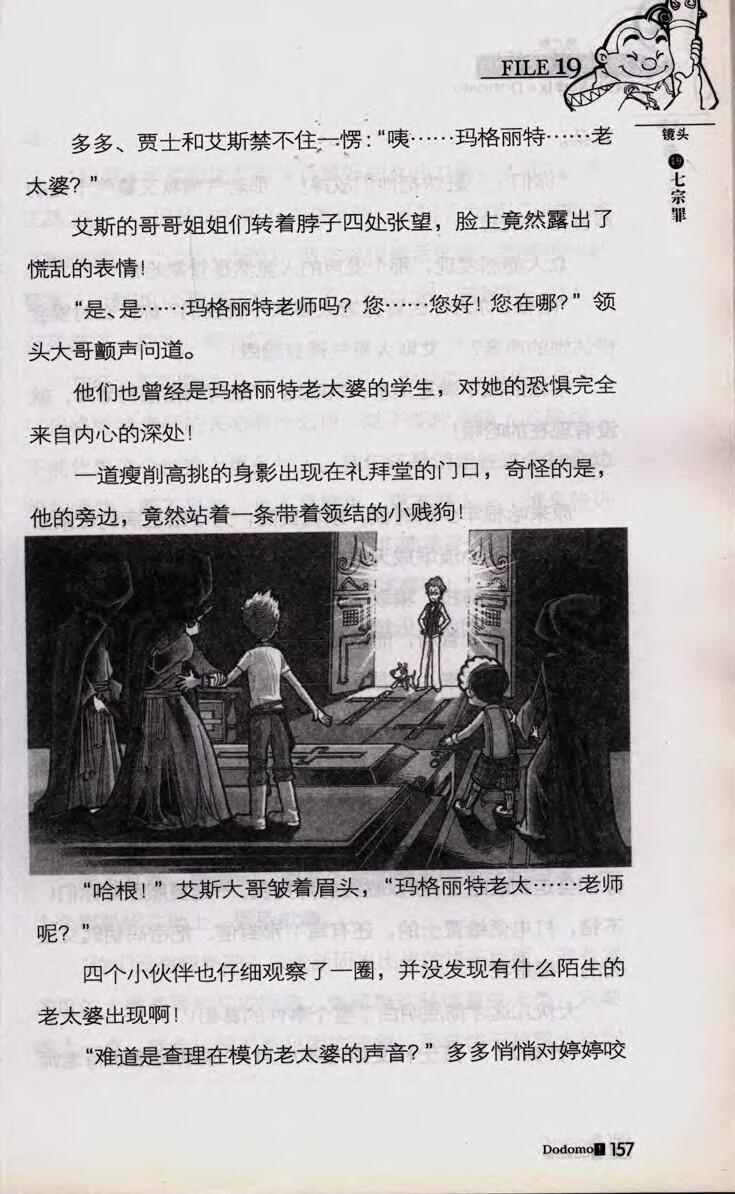 FILE 19
镜头
⑲七宗罪
多多、贾士和艾斯禁不住一愣：“咦……玛格丽特……老
太婆？”
艾斯的哥哥姐姐们转着脖子四处张望，脸上竟然露出了
慌乱的表情！
“是、是……玛格丽特老师吗？您……您好！您在哪？”领
头大哥颤声问道。
他们也曾经是玛格丽特老太婆的学生，对她的恐惧完全
来自内心的深处！
一道瘦削高挑的身影出现在礼拜堂的门口，奇怪的是，
他的旁边，竟然站着一条带着领结的小贱狗！
“哈根！”艾斯大哥皱着眉头，“玛格丽特老太……老师
呢？”
四个小伙伴也仔细观察了一圈，并没发现有什么陌生的
老太婆出现啊！
“难道是查理在模仿老太婆的声音？”多多悄悄对婷婷咬
Dodomo! 157